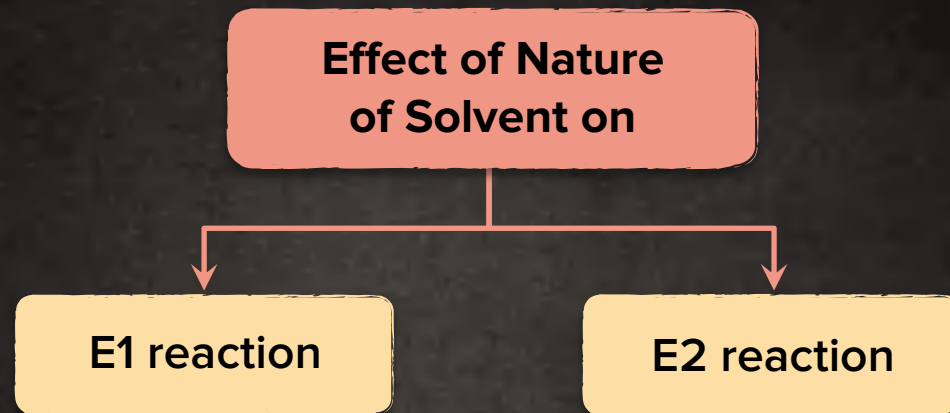 Effect of Nature
of Solvent on
E1 reaction
E2 reaction